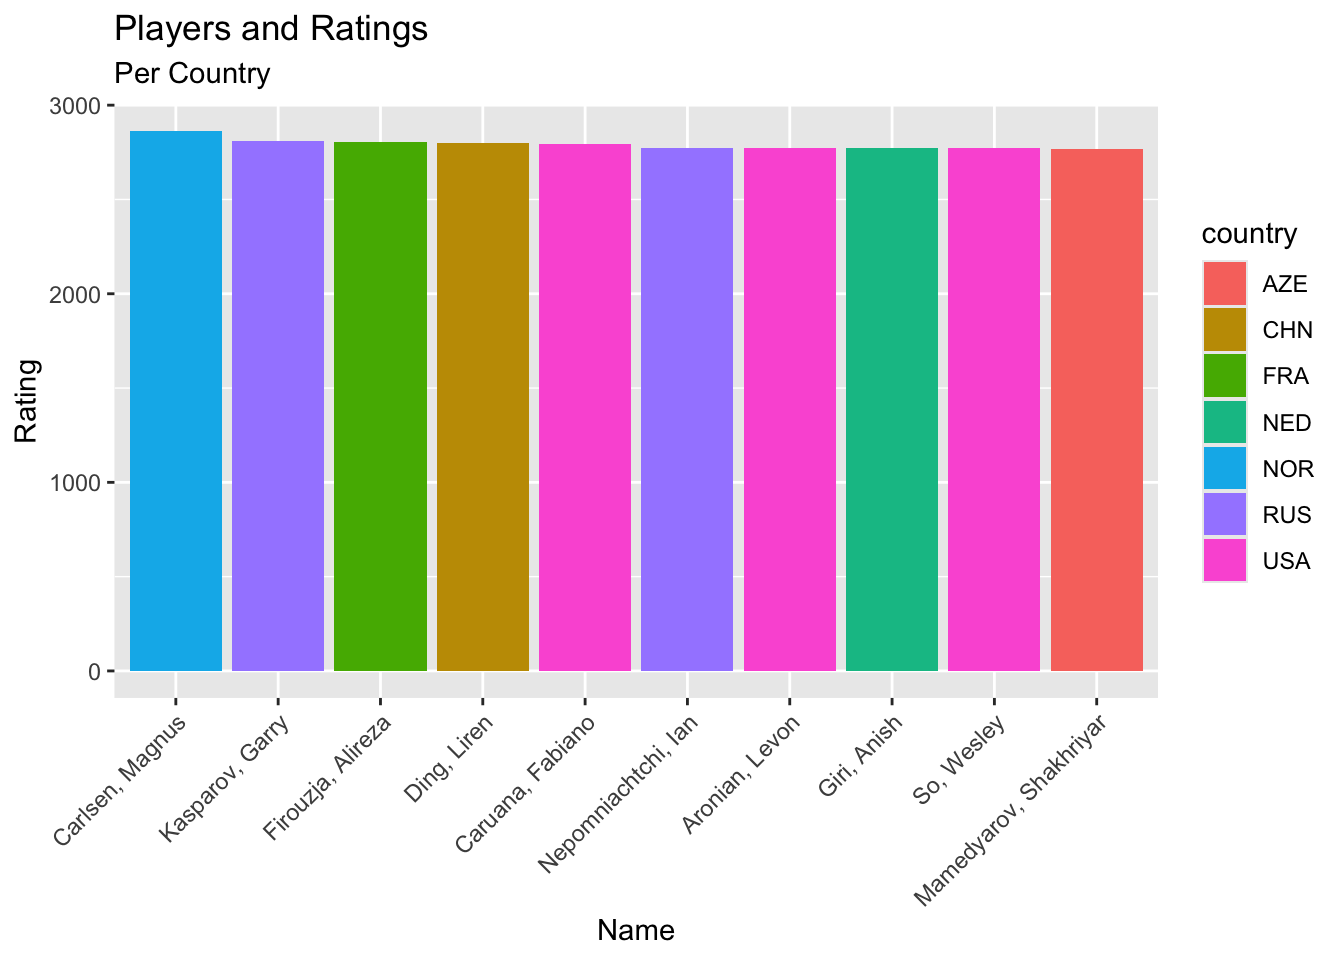 Players and Ratings
Per Country
Rating
3000
2000
1000
0
Carlsen, Magnus
Kasparov, Garry
Firouzja, Alireza
Ding, Liren
Caruana, Fabiano
Nepomniachtchi, Ian
Aronian, Levon
Giri, Anish
So, Wesley
Mamedyarov, Shakhriyar
Name
country
AZE
CHN
FRA
NED
NOR
RUS
USA